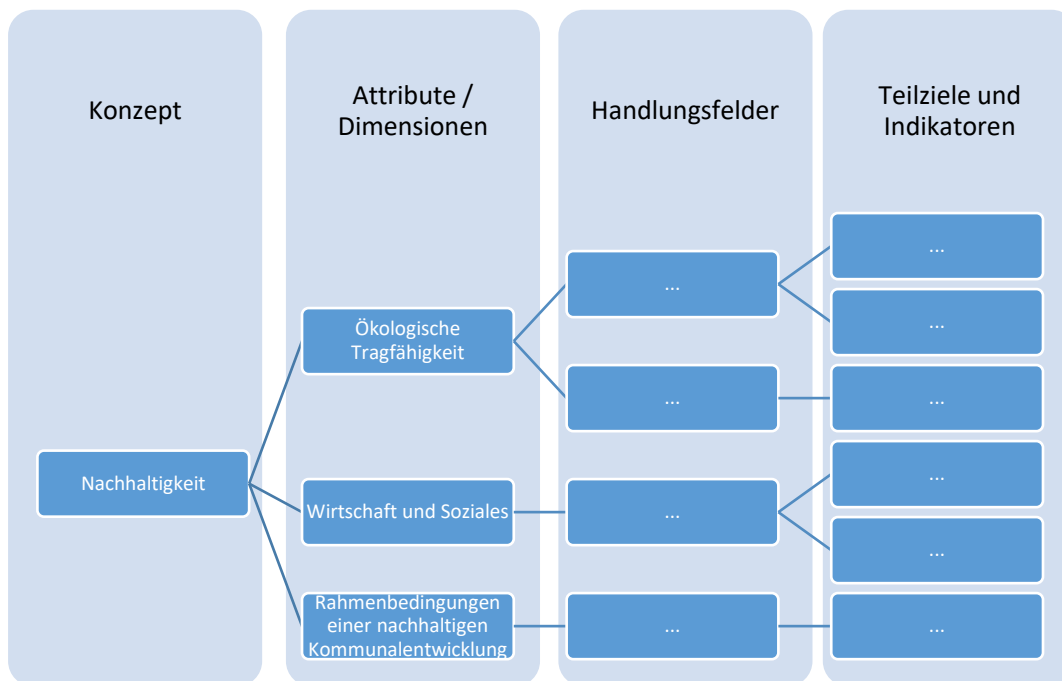 Konzept
Attribute /
Dimensionen
Handlungsfelder
Teilziele und
Indikatoren
Nachhaltigkeit
Ökologische
Tragfähigkeit
...
...
...
...
...
Wirtschaft und Soziales
...
...
...
Rahmenbedingungen
einer nachhaltigen
Kommunalentwicklung
...
...